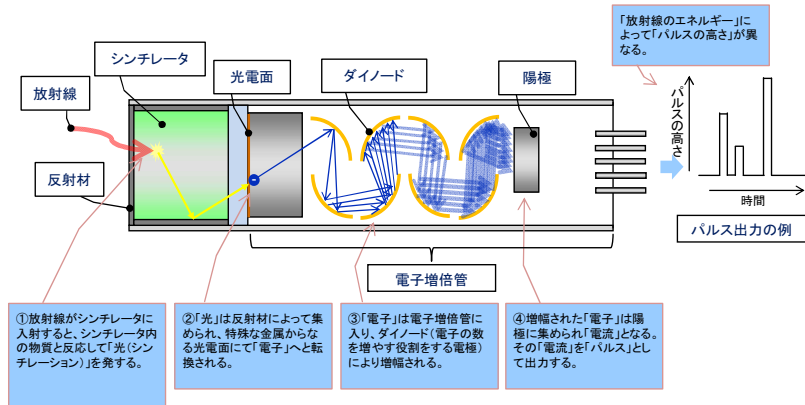 「放射線のエネルギー」に
よって「パルスの高さ」が異
なる。
シンチレータ
光電面
ダイノード
陽極
放射線
パルスの高さ
反射材
時間
パルス出力の例
電子増倍管
①放射線がシンチレータに
入射すると、シンチレータ内
の物質と反応して「光(シン
チレーション)」を発する。
②「光」は反射材によって集
められ、特殊な金属からな
る光電面にて「電子」へと転
換される。
③「電子」は電子増倍管に
入り、ダイノード(電子の数
を増やす役割をする電極)
により増幅される。
④増幅された「電子」は陽
極に集められ「電流」となる。
その「電流」を「パルス」とし
て出力する。